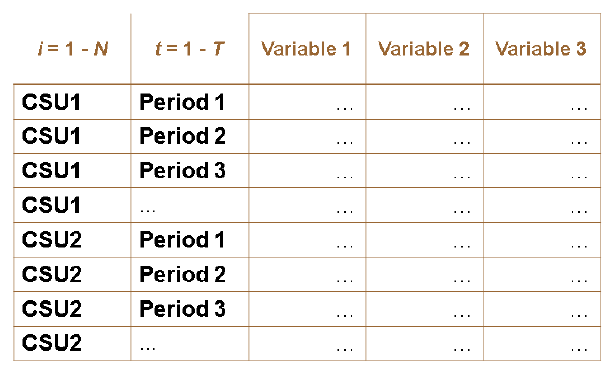 i = 1 - N t = 1 - T Variable 1 Variable 2 Variable 3
CSU1 Period 1 ... ... ...
CSU1 Period 2 ... ... ...
CSU1 Period 3 ... ... ...
CSU1 ... ... ... ...
CSU2 Period 1 ... ... ...
CSU2 Period 2 ... ... ...
CSU2 Period 3 ... ... ...
CSU2 ... ... ... ...